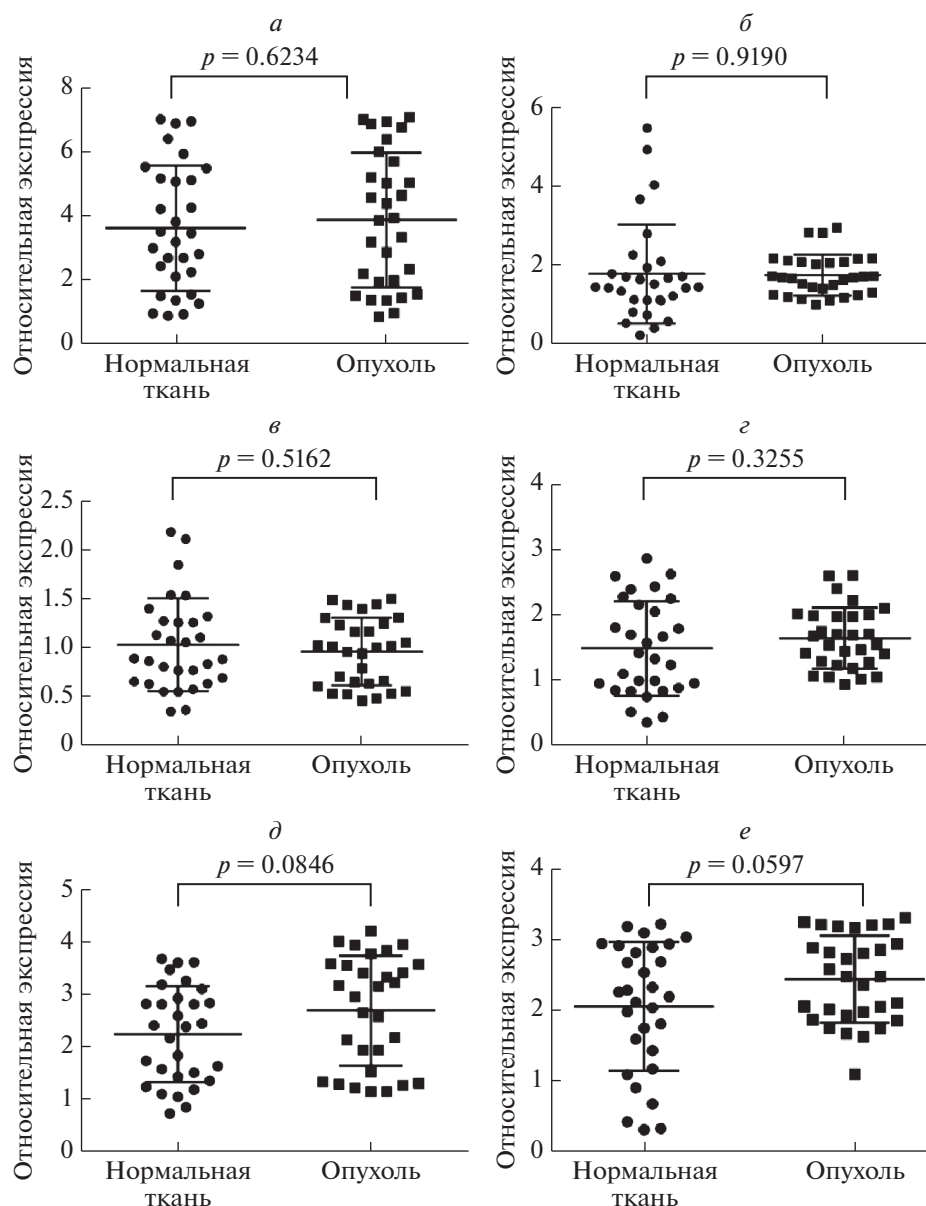 а
p = 0.6234
Относительная экспрессия
8
6
4
2
0
Нормальная
ткань
Опухоль
б
p = 0.9190
Относительная экспрессия
6
4
2
0
Нормальная
ткань
Опухоль
в
p = 0.5162
Относительная экспрессия
2.5
2.0
1.5
1.0
0.5
0
Нормальная
ткань
Опухоль
г
p = 0.3255
Относительная экспрессия
4
3
2
1
0
Нормальная
ткань
Опухоль
д
p = 0.0846
Относительная экспрессия
5
4
3
2
1
0
Нормальная
ткань
Опухоль
е
p = 0.0597
Относительная экспрессия
4
3
2
1
0
Нормальная
ткань
Опухоль